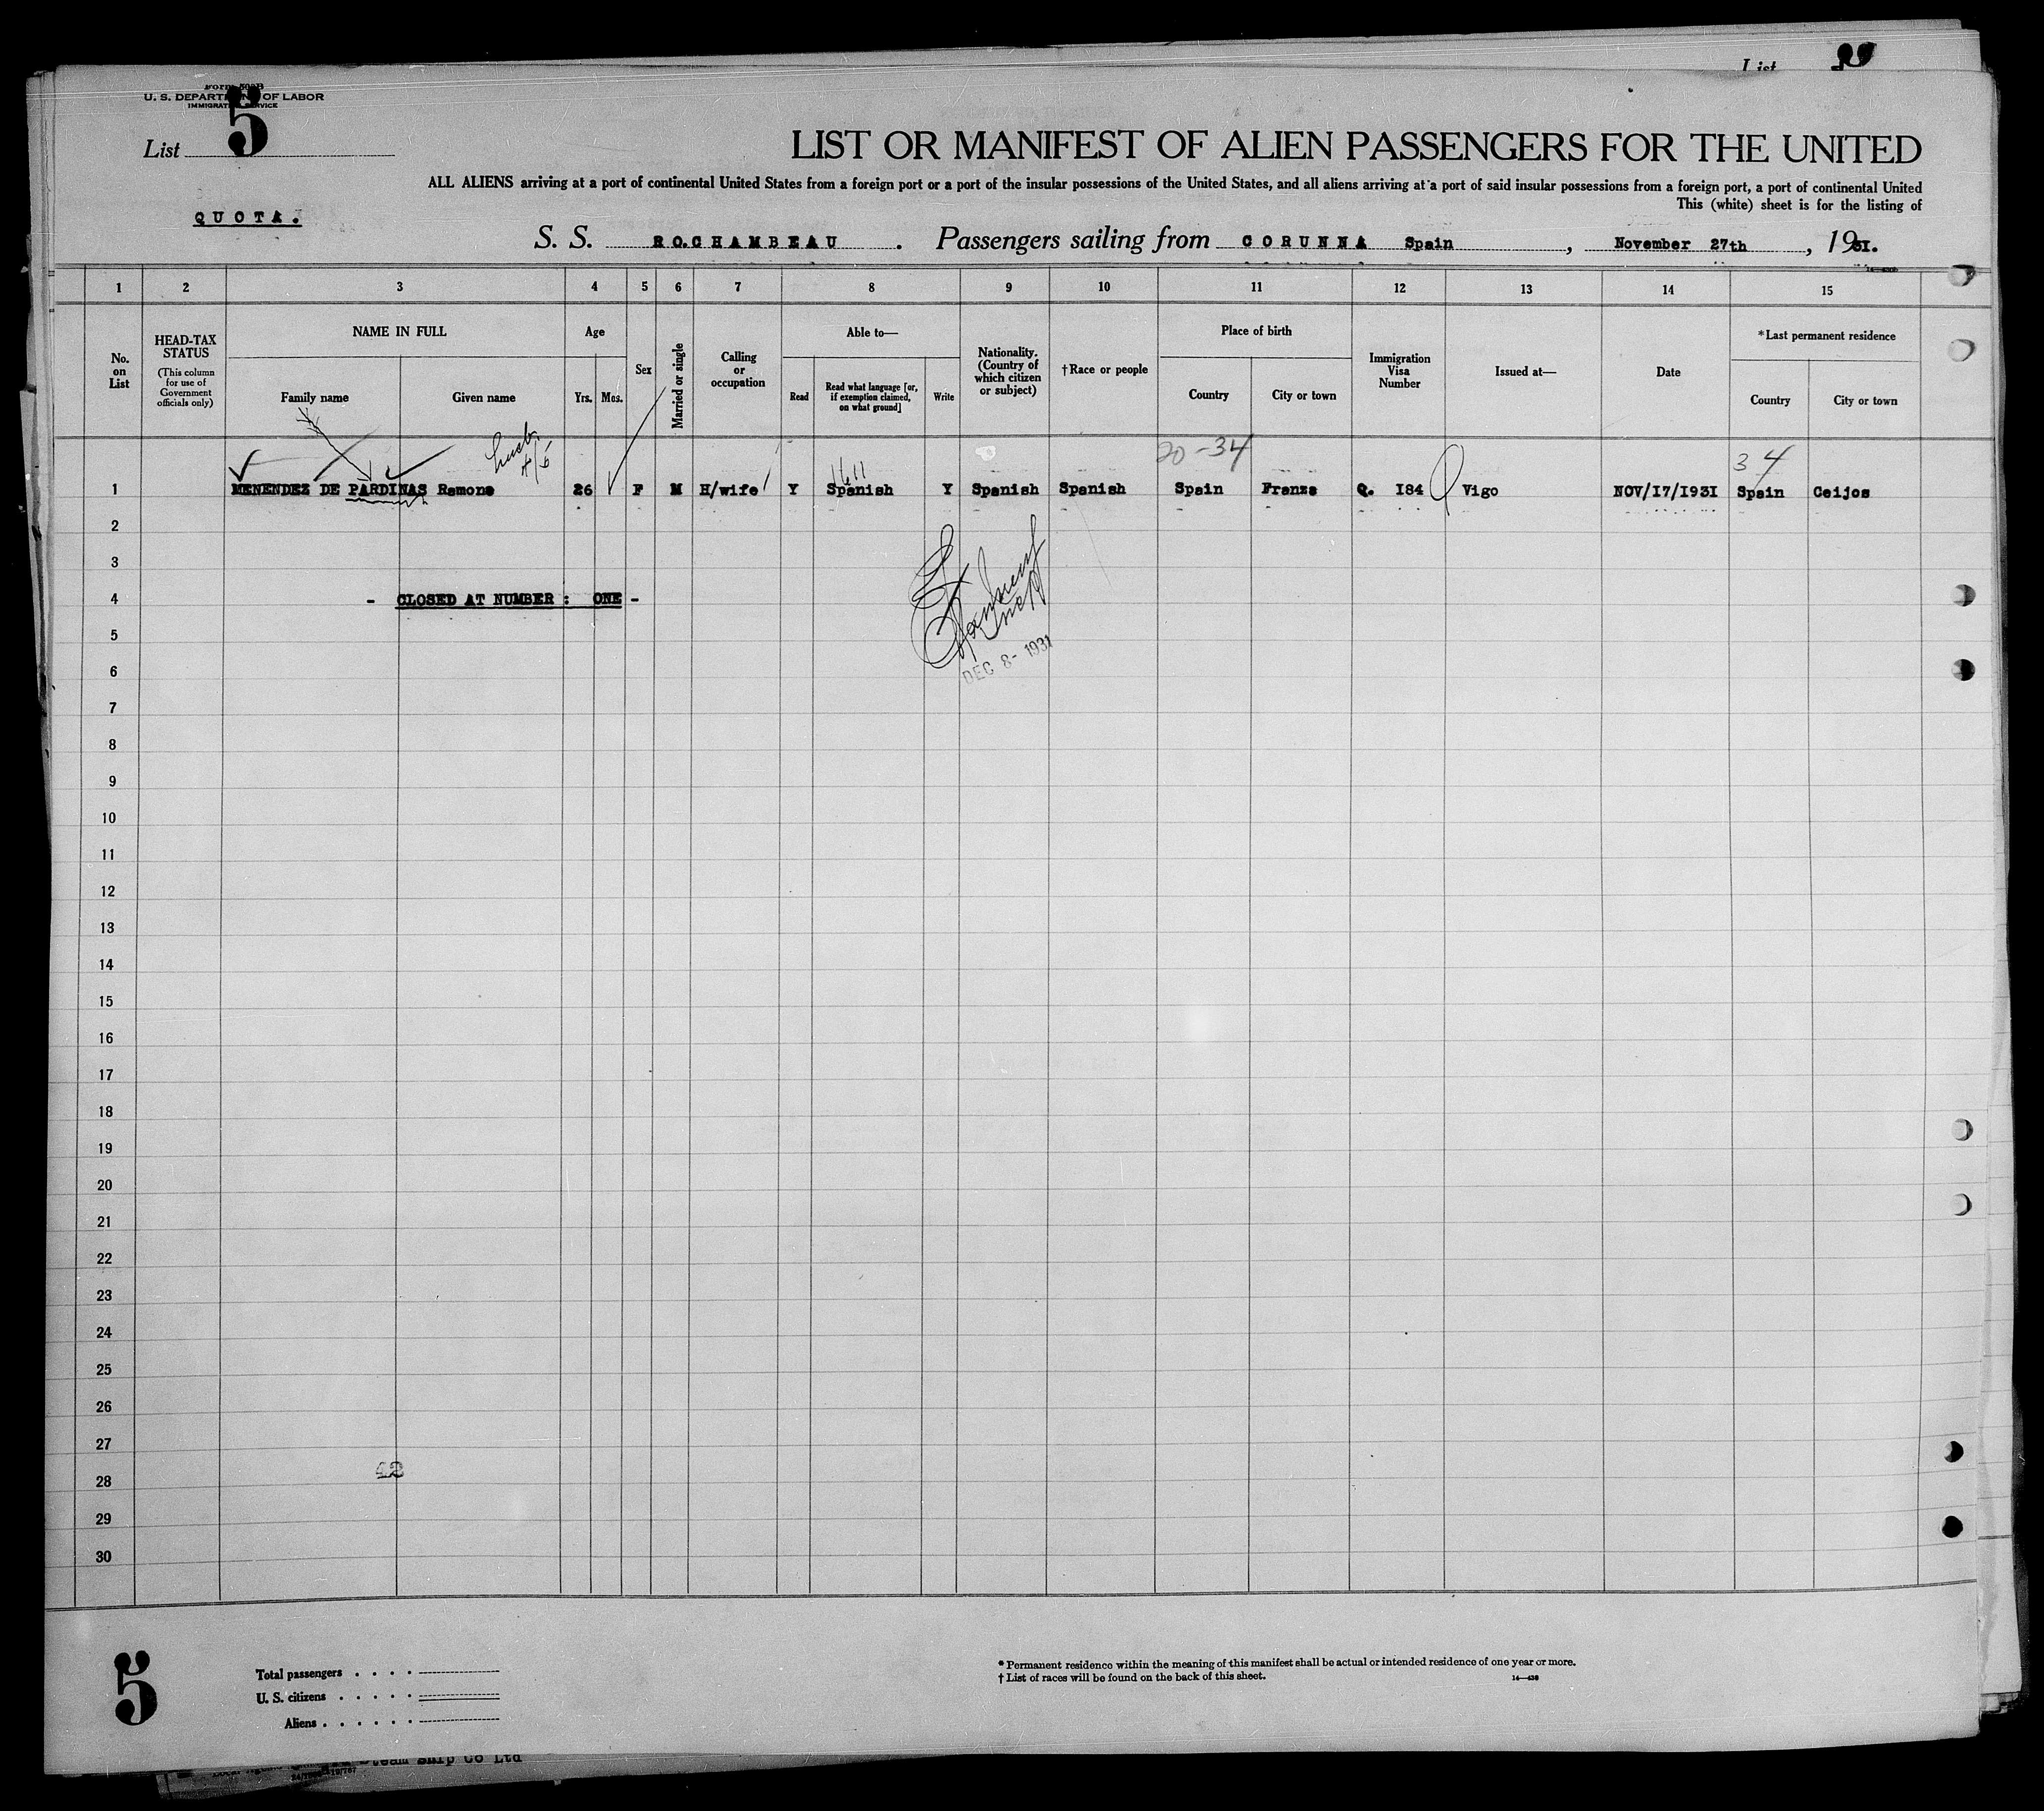 List 5
Form 500B
U. S. DEPARTMENT OF LABOR
IMMIGRATION SERVICE
List 5
LIST OR MANIFEST OF ALIEN PASSENGERS FOR THE UNITED
ALL ALIENS arriving at a port of continental United States from a foreign port or a port of the insular possessions of the United States, and all aliens arriving at a port of said insular possessions from a foreign port, a port of continental United
This (white) sheet is for the listing of
QUOTA.
S. S. ROCHAMBEAU . Passengers sailing from CORUNNA Spain , November 27th , 1931.
1 2 3 4 5 6 7 8 9 10 11 12 13 14 15
No. on List
HEAD-TAX STATUS
(This column for use of Government officials only)
NAME IN FULL
Family name
Given name
Age
Yrs.
Mos.
Sex
Married or single
Calling or occupation
Able to—
Read
Read what language [or, if exemption claimed, on what ground]
Write
Nationality. (Country of which citizen or subject)
†Race or people
Place of birth
Country
City or town
Immigration Visa Number
Issued at—
Date
*Last permanent residence
Country
City or town
husb
20-34
34
1 MENENDEZ DE PARDINAS Ramona 26 F M H/wife Y Spanish Y Spanish Spanish Spain Franza Q. I84 Vigo NOV/I7/I93I Spain Ceijos
2
3
4 - CLOSED AT NUMBER : ONE -
5
6
DEC 8- 1931
7
8
9
10
11
12
13
14
15
16
17
18
19
20
21
22
23
24
25
26
27
28
42
29
30
5
Total passengers
U. S. citizens
Aliens
* Permanent residence within the meaning of this manifest shall be actual or intended residence of one year or more.
† List of races will be found on the back of this sheet.
Steam Ship Co Ltd